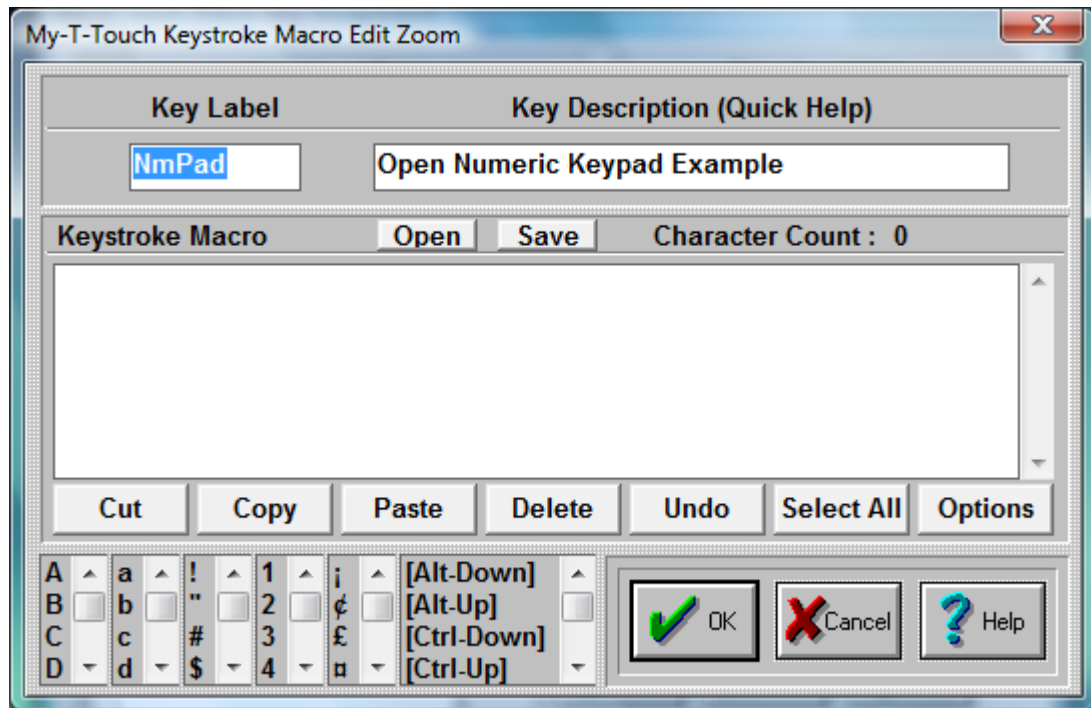 My-T-Touch Keystroke Macro Edit Zoom
Key Label Key Description (Quick Help)
NmPad Open Numeric Keypad Example
Keystroke Macro Open Save Character Count : 0
Cut Copy Paste Delete Undo Select All Options
A a ! 1 ¡ [Alt-Down]
B b " 2 ¢ [Alt-Up]
C c # 3 £ [Ctrl-Down]
D d $ 4 ¤ [Ctrl-Up]
OK Cancel Help